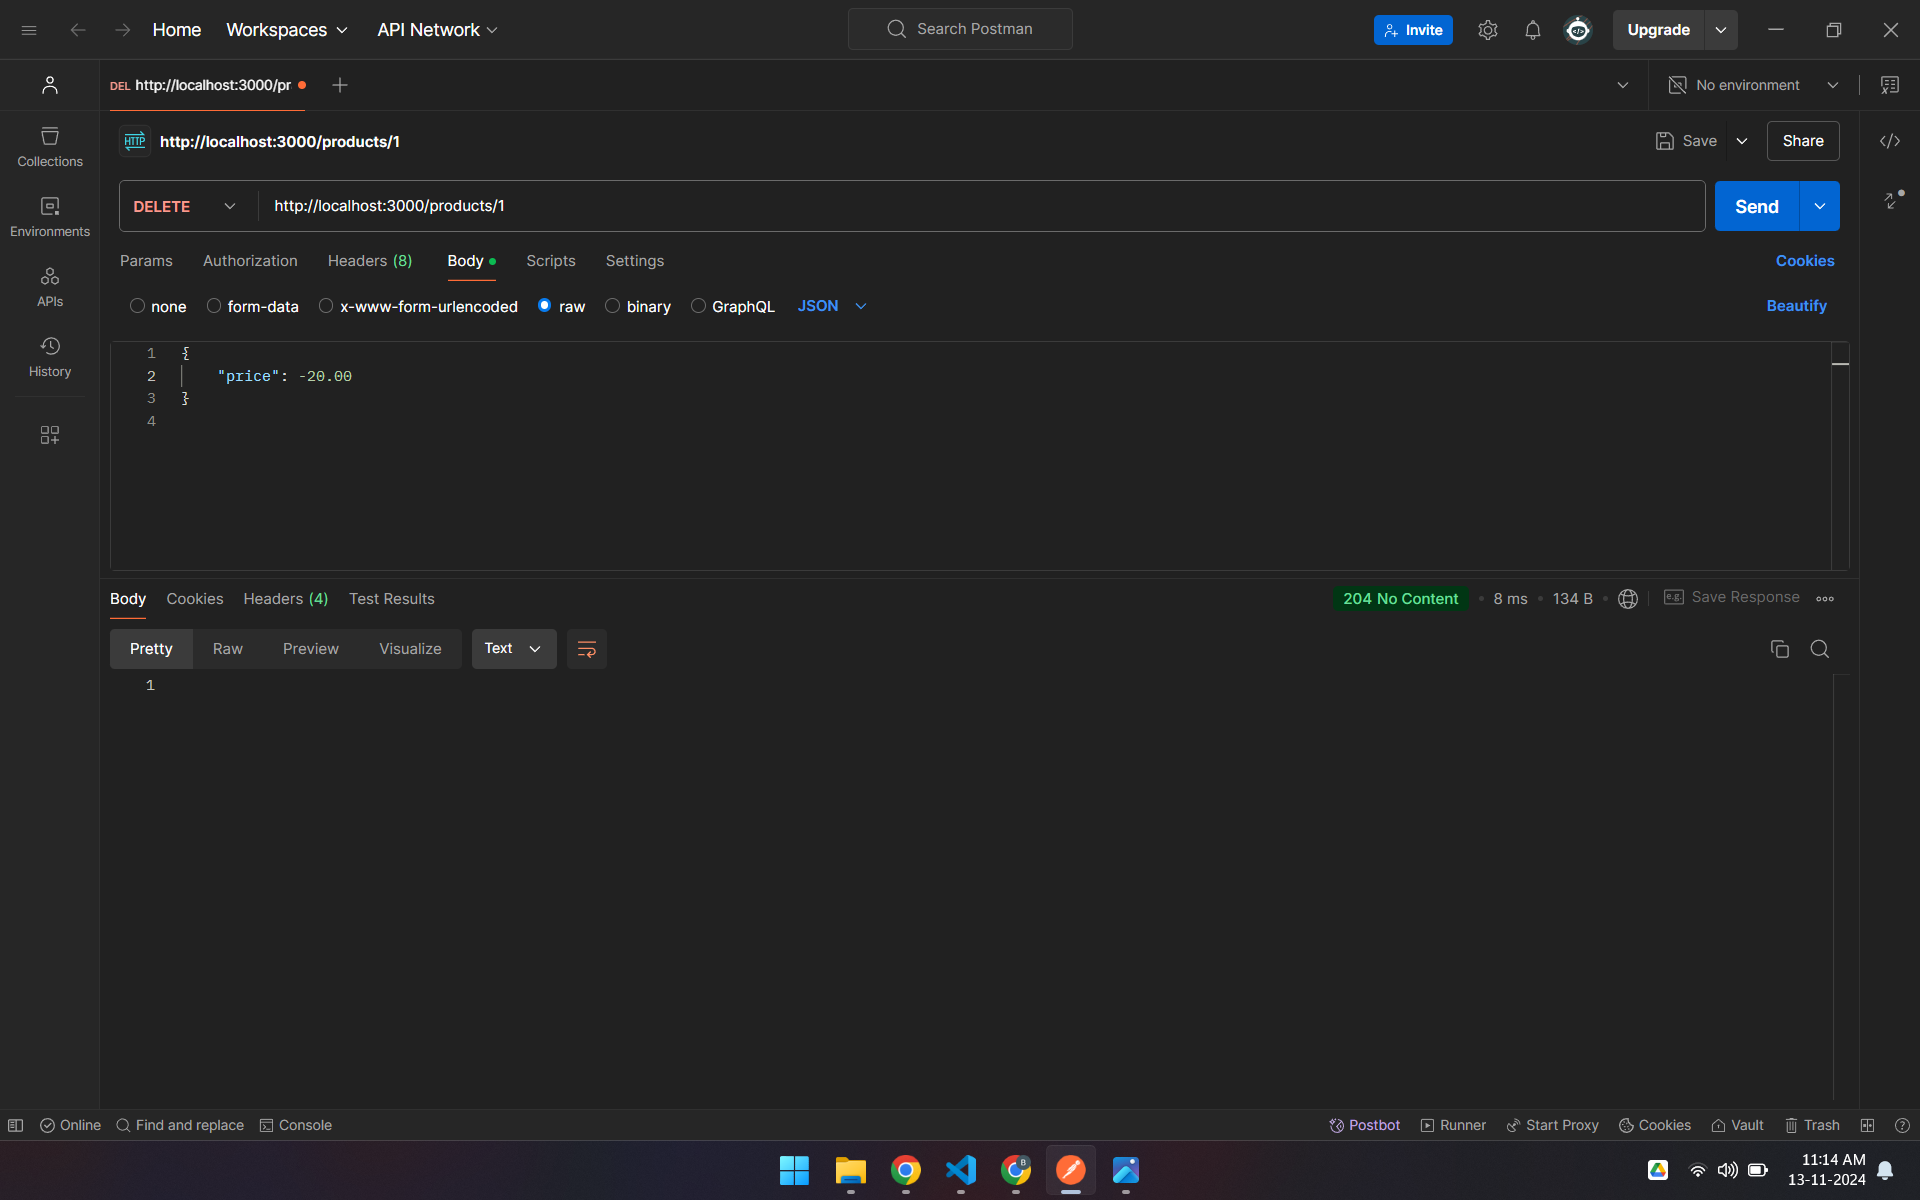 Home Workspaces API Network Search Postman Invite Upgrade
DEL http://localhost:3000/pr No environment
HTTP http://localhost:3000/products/1 Save Share
Collections
Environments
APIs
History
DELETE http://localhost:3000/products/1 Send
Params Authorization Headers (8) Body Scripts Settings Cookies
none form-data x-www-form-urlencoded raw binary GraphQL JSON Beautify
1 {
2 "price": -20.00
3 }
4
Body Cookies Headers (4) Test Results 204 No Content 8 ms 134 B e.g. Save Response
Pretty Raw Preview Visualize Text
1
Online Find and replace Console Postbot Runner Start Proxy Cookies Vault Trash
B
11:14 AM
13-11-2024